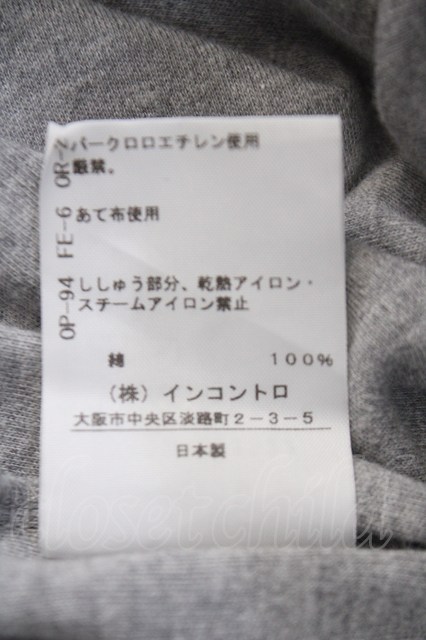 パークロロエチレン使用
厳禁。
あて布使用
ししゅう部分、乾熱アイロン・
スチームアイロン禁止
綿 100%
(株)インコントロ
大阪市中央区淡路町2-3-5
日本製
OP-94 FE-6 OR-2
closetchild